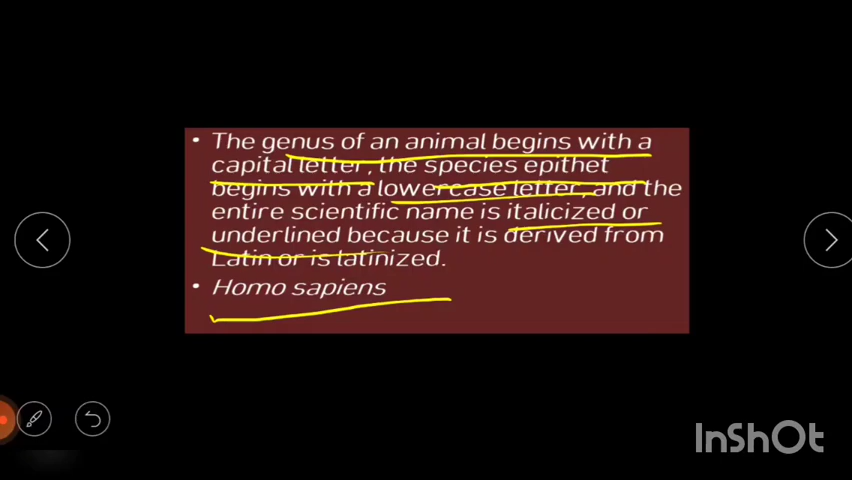 • The genus of an animal begins with a
capital letter, the species epithet
begins with a lowercase letter, and the
entire scientific name is italicized or
underlined because it is derived from
Latin or is latinized.
• Homo sapiens
InShOt